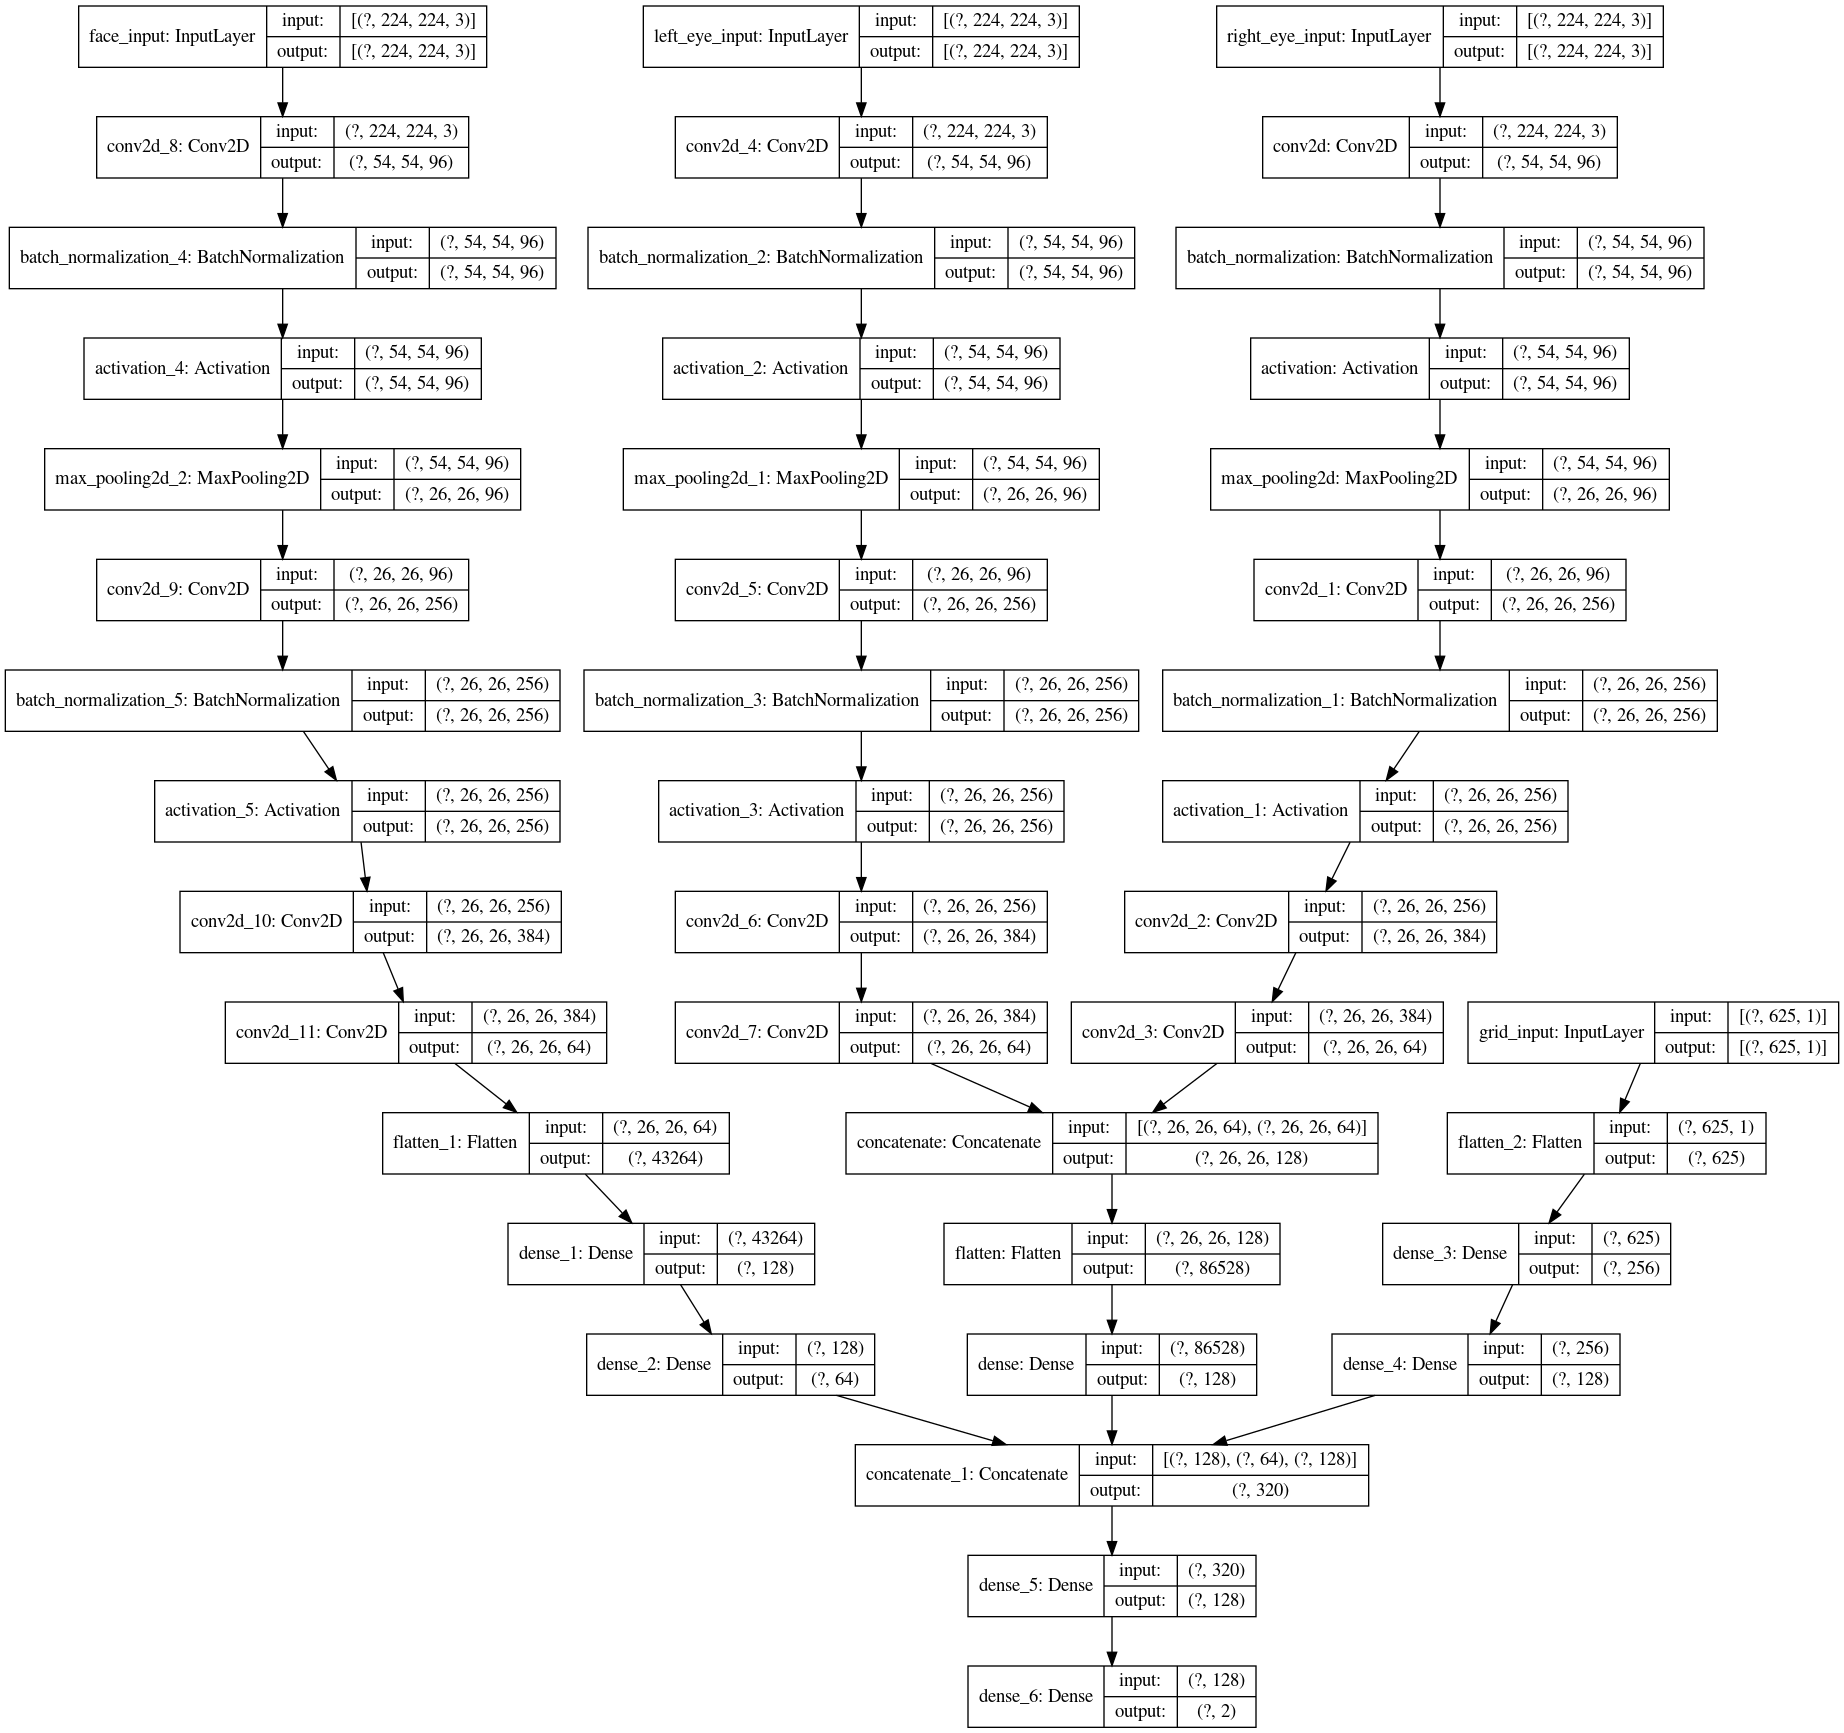 face_input: InputLayer
input: [(?, 224, 224, 3)]
output: [(?, 224, 224, 3)]
left_eye_input: InputLayer
input: [(?, 224, 224, 3)]
output: [(?, 224, 224, 3)]
right_eye_input: InputLayer
input: [(?, 224, 224, 3)]
output: [(?, 224, 224, 3)]
conv2d_8: Conv2D
input: (?, 224, 224, 3)
output: (?, 54, 54, 96)
conv2d_4: Conv2D
input: (?, 224, 224, 3)
output: (?, 54, 54, 96)
conv2d: Conv2D
input: (?, 224, 224, 3)
output: (?, 54, 54, 96)
batch_normalization_4: BatchNormalization
input: (?, 54, 54, 96)
output: (?, 54, 54, 96)
batch_normalization_2: BatchNormalization
input: (?, 54, 54, 96)
output: (?, 54, 54, 96)
batch_normalization: BatchNormalization
input: (?, 54, 54, 96)
output: (?, 54, 54, 96)
activation_4: Activation
input: (?, 54, 54, 96)
output: (?, 54, 54, 96)
activation_2: Activation
input: (?, 54, 54, 96)
output: (?, 54, 54, 96)
activation: Activation
input: (?, 54, 54, 96)
output: (?, 54, 54, 96)
max_pooling2d_2: MaxPooling2D
input: (?, 54, 54, 96)
output: (?, 26, 26, 96)
max_pooling2d_1: MaxPooling2D
input: (?, 54, 54, 96)
output: (?, 26, 26, 96)
max_pooling2d: MaxPooling2D
input: (?, 54, 54, 96)
output: (?, 26, 26, 96)
conv2d_9: Conv2D
input: (?, 26, 26, 96)
output: (?, 26, 26, 256)
conv2d_5: Conv2D
input: (?, 26, 26, 96)
output: (?, 26, 26, 256)
conv2d_1: Conv2D
input: (?, 26, 26, 96)
output: (?, 26, 26, 256)
batch_normalization_5: BatchNormalization
input: (?, 26, 26, 256)
output: (?, 26, 26, 256)
batch_normalization_3: BatchNormalization
input: (?, 26, 26, 256)
output: (?, 26, 26, 256)
batch_normalization_1: BatchNormalization
input: (?, 26, 26, 256)
output: (?, 26, 26, 256)
activation_5: Activation
input: (?, 26, 26, 256)
output: (?, 26, 26, 256)
activation_3: Activation
input: (?, 26, 26, 256)
output: (?, 26, 26, 256)
activation_1: Activation
input: (?, 26, 26, 256)
output: (?, 26, 26, 256)
conv2d_10: Conv2D
input: (?, 26, 26, 256)
output: (?, 26, 26, 384)
conv2d_6: Conv2D
input: (?, 26, 26, 256)
output: (?, 26, 26, 384)
conv2d_2: Conv2D
input: (?, 26, 26, 256)
output: (?, 26, 26, 384)
conv2d_11: Conv2D
input: (?, 26, 26, 384)
output: (?, 26, 26, 64)
conv2d_7: Conv2D
input: (?, 26, 26, 384)
output: (?, 26, 26, 64)
conv2d_3: Conv2D
input: (?, 26, 26, 384)
output: (?, 26, 26, 64)
grid_input: InputLayer
input: [(?, 625, 1)]
output: [(?, 625, 1)]
flatten_1: Flatten
input: (?, 26, 26, 64)
output: (?, 43264)
concatenate: Concatenate
input: [(?, 26, 26, 64), (?, 26, 26, 64)]
output: (?, 26, 26, 128)
flatten_2: Flatten
input: (?, 625, 1)
output: (?, 625)
dense_1: Dense
input: (?, 43264)
output: (?, 128)
flatten: Flatten
input: (?, 26, 26, 128)
output: (?, 86528)
dense_3: Dense
input: (?, 625)
output: (?, 256)
dense_2: Dense
input: (?, 128)
output: (?, 64)
dense: Dense
input: (?, 86528)
output: (?, 128)
dense_4: Dense
input: (?, 256)
output: (?, 128)
concatenate_1: Concatenate
input: [(?, 128), (?, 64), (?, 128)]
output: (?, 320)
dense_5: Dense
input: (?, 320)
output: (?, 128)
dense_6: Dense
input: (?, 128)
output: (?, 2)